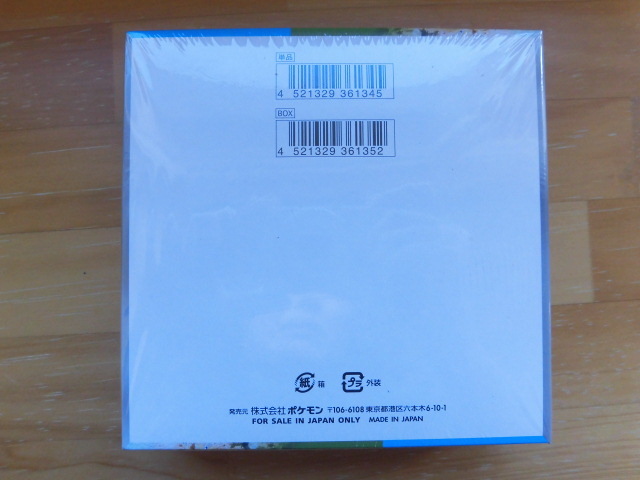 単品
4 521329 361345
BOX
4 521329 361352
紙 箱 プラ 外装
発売元 株式会社ポケモン 〒106-6108 東京都港区六本木6-10-1
FOR SALE IN JAPAN ONLY MADE IN JAPAN